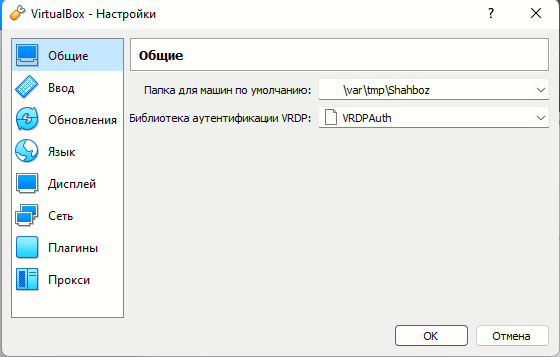 VirtualBox - Настройки
Общие
Ввод
Обновления
Язык
Дисплей
Сеть
Плагины
Прокси
Общие
Папка для машин по умолчанию: \var\tmp\Shahboz
Библиотека аутентификации VRDP: VRDPAuth
OK Отмена